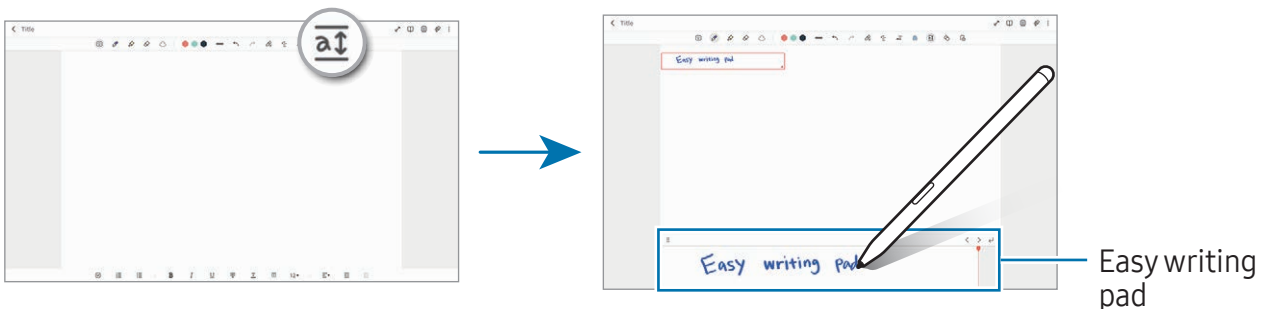 Title
a
Title
Easy writing pad
Easy writing pad
B I U T
Easy writing
pad